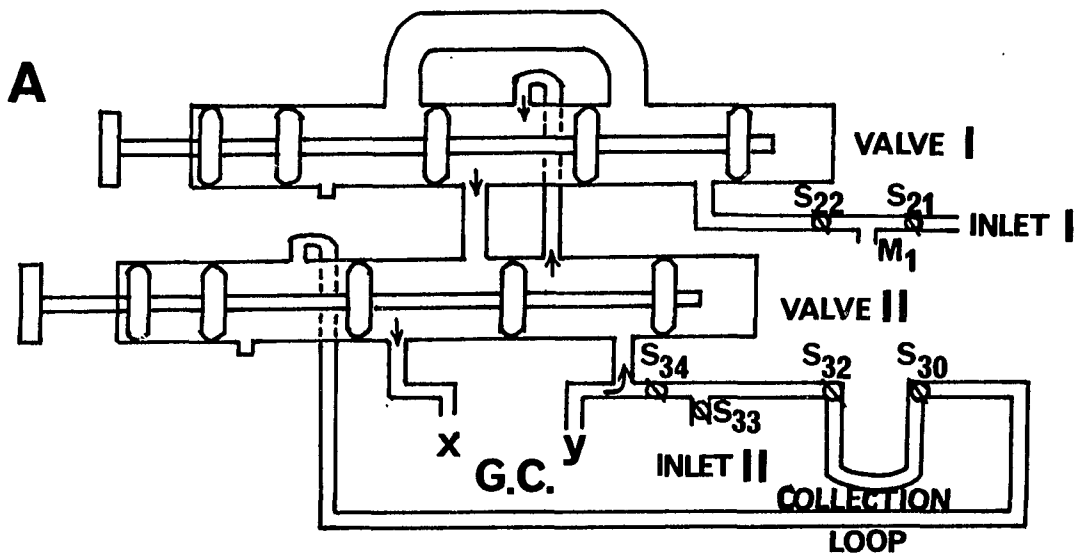 A
VALVE I
S22 S21
INLET I
M1
VALVE II
S34 S32 S30
S33
x y
INLET II
G.C.
COLLECTION
LOOP